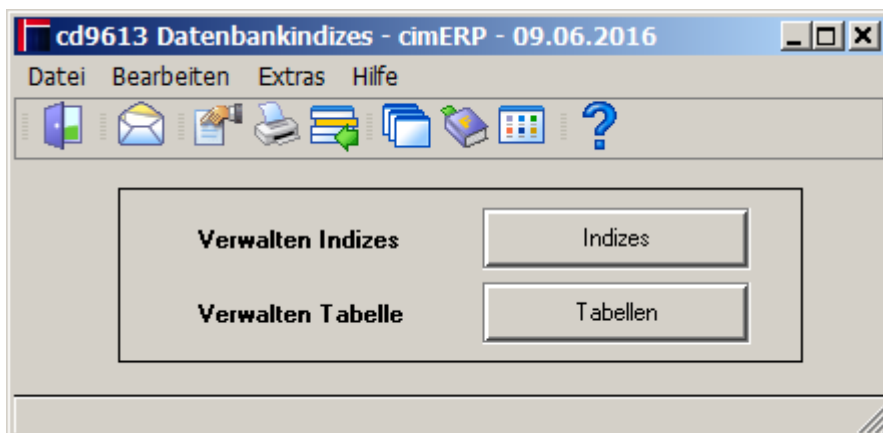 cd9613 Datenbankindizes - cimERP - 09.06.2016
Datei Bearbeiten Extras Hilfe
Verwalten Indizes Indizes
Verwalten Tabelle Tabellen